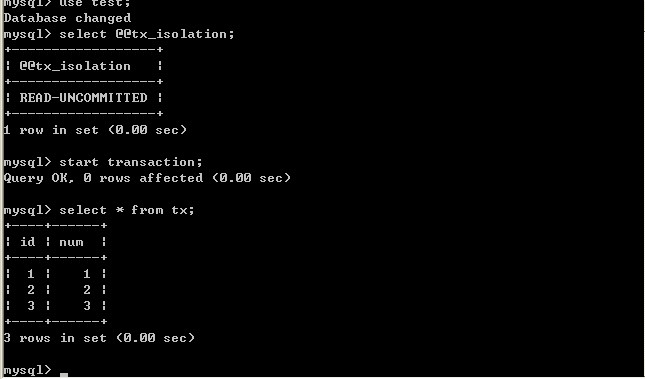 mysql> use test;
Database changed
mysql> select @@tx_isolation;
+------------------+
| @@tx_isolation   |
+------------------+
| READ-UNCOMMITTED |
+------------------+
1 row in set (0.00 sec)
mysql> start transaction;
Query OK, 0 rows affected (0.00 sec)
mysql> select * from tx;
+----+------+
| id | num  |
+----+------+
|  1 |    1 |
|  2 |    2 |
|  3 |    3 |
+----+------+
3 rows in set (0.00 sec)
mysql> _